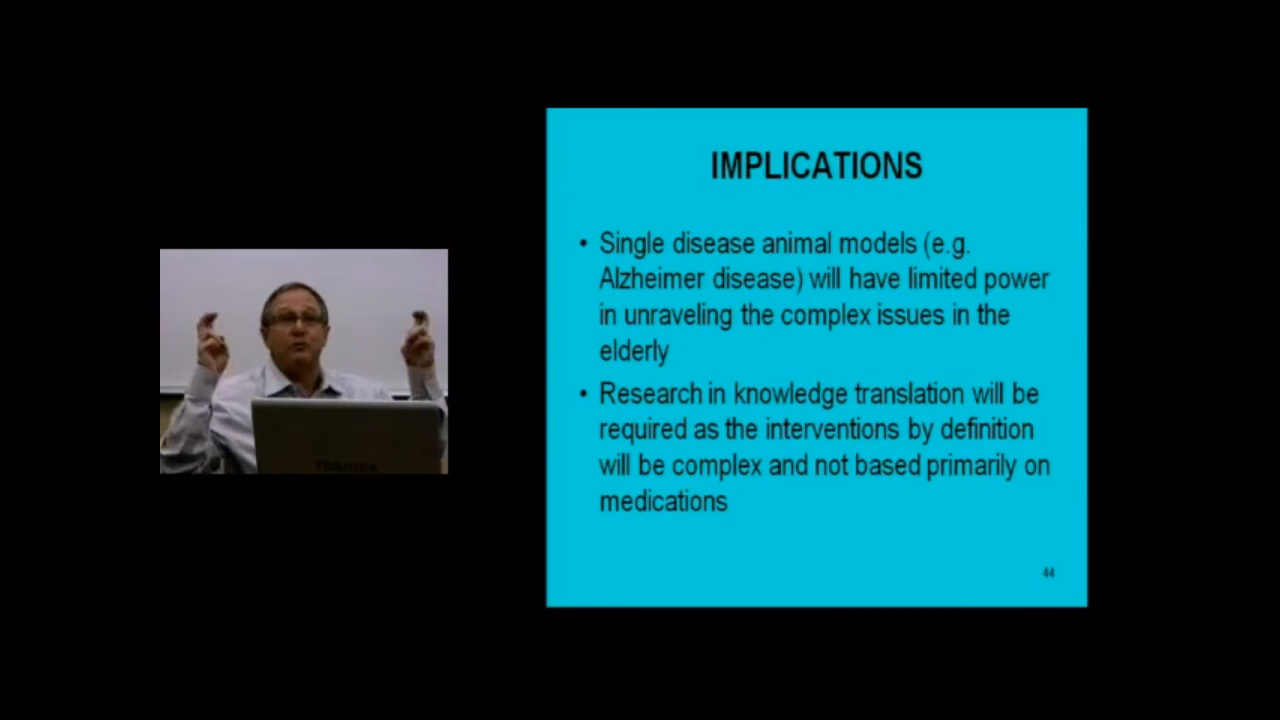 IMPLICATIONS
• Single disease animal models (e.g.
Alzheimer disease) will have limited power
in unraveling the complex issues in the
elderly
• Research in knowledge translation will be
required as the interventions by definition
will be complex and not based primarily on
medications
44
TOSHIBA